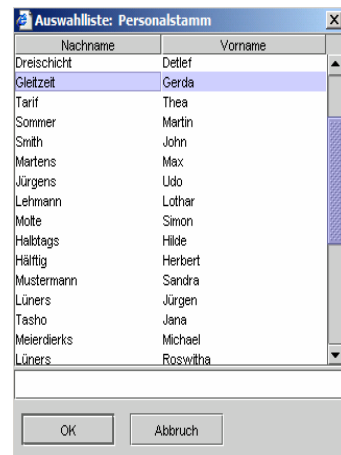 Auswahlliste: Personalstamm
Nachname Vorname
Dreischicht Detlef
Gleitzeit Gerda
Tarif Thea
Sommer Martin
Smith John
Martens Max
Jürgens Udo
Lehmann Lothar
Molte Simon
Halbtags Hilde
Hälftig Herbert
Mustermann Sandra
Lüners Jürgen
Tasho Jana
Meierdierks Michael
Lüners Roswitha
OK Abbruch